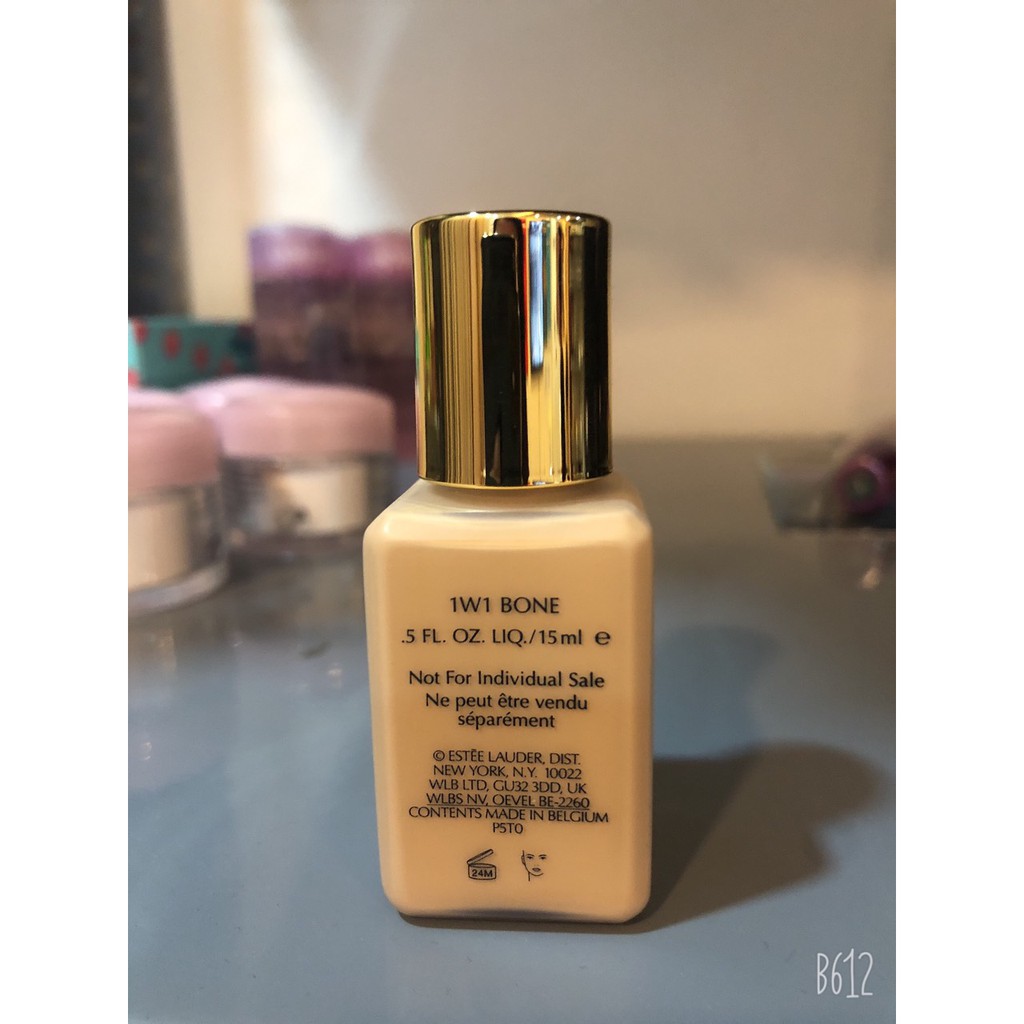 1W1 BONE
.5 FL. OZ. LIQ./15 ml e
Not For Individual Sale
Ne peut être vendu
séparément
© ESTĒE LAUDER, DIST.
NEW YORK, N.Y. 10022
WLB LTD, GU32 3DD, UK
WLBS NV, OEVEL BE-2260
CONTENTS MADE IN BELGIUM
P5T0
24M
B612